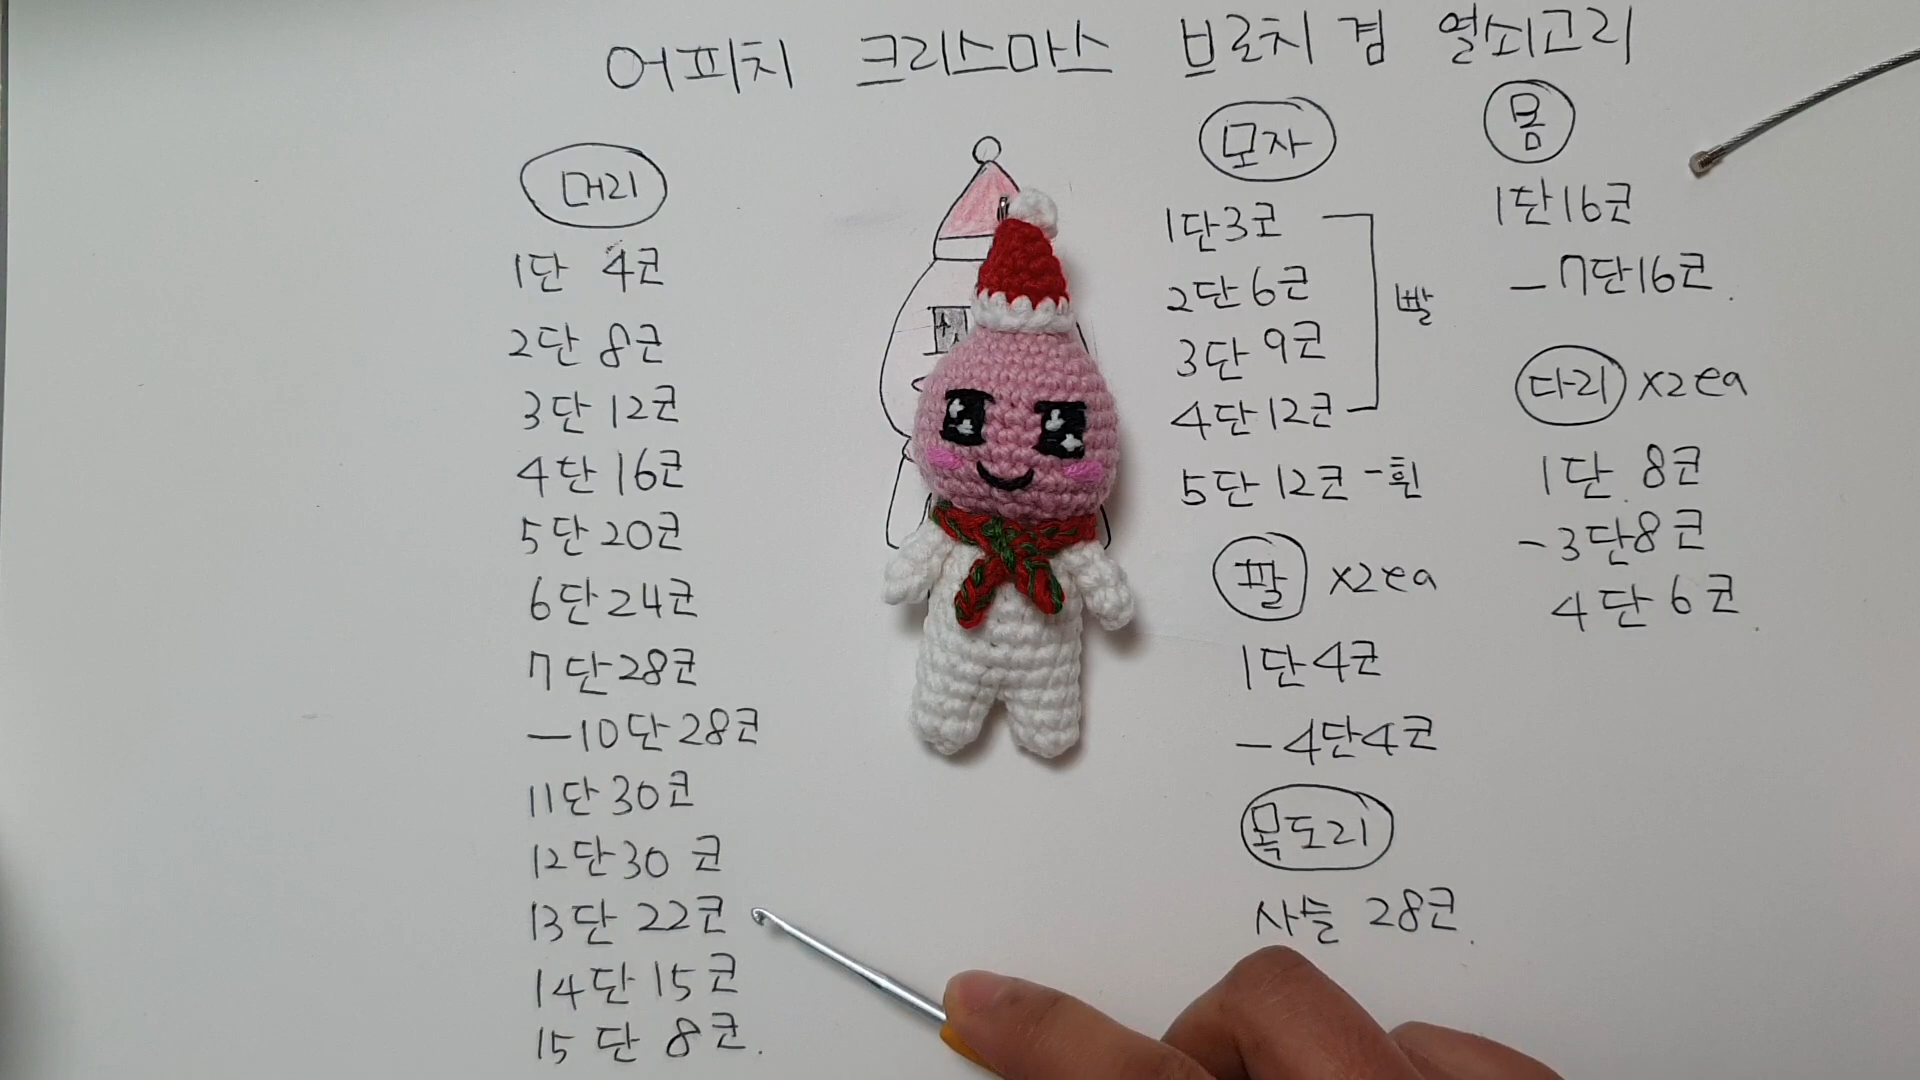 어피치 크리스마스 브로치 겸 열쇠고리
머리
1단 4코
2단 8코
3단 12코
4단 16코
5단 20코
6단 24코
7단 28코
-10단 28코
11단 30코
12단 30 코
13단 22코
14단 15코
15단 8코.
모자
1단3코
2단 6코
3단 9코
4단 12코
빨
5단 12코 -흰
팔 x2ea
1단4코
-4단4코
목도리
사슬 28코.
몸
1단16코
-7단16코.
다리 x2ea
1단 8코
-3단8코
4단 6코.